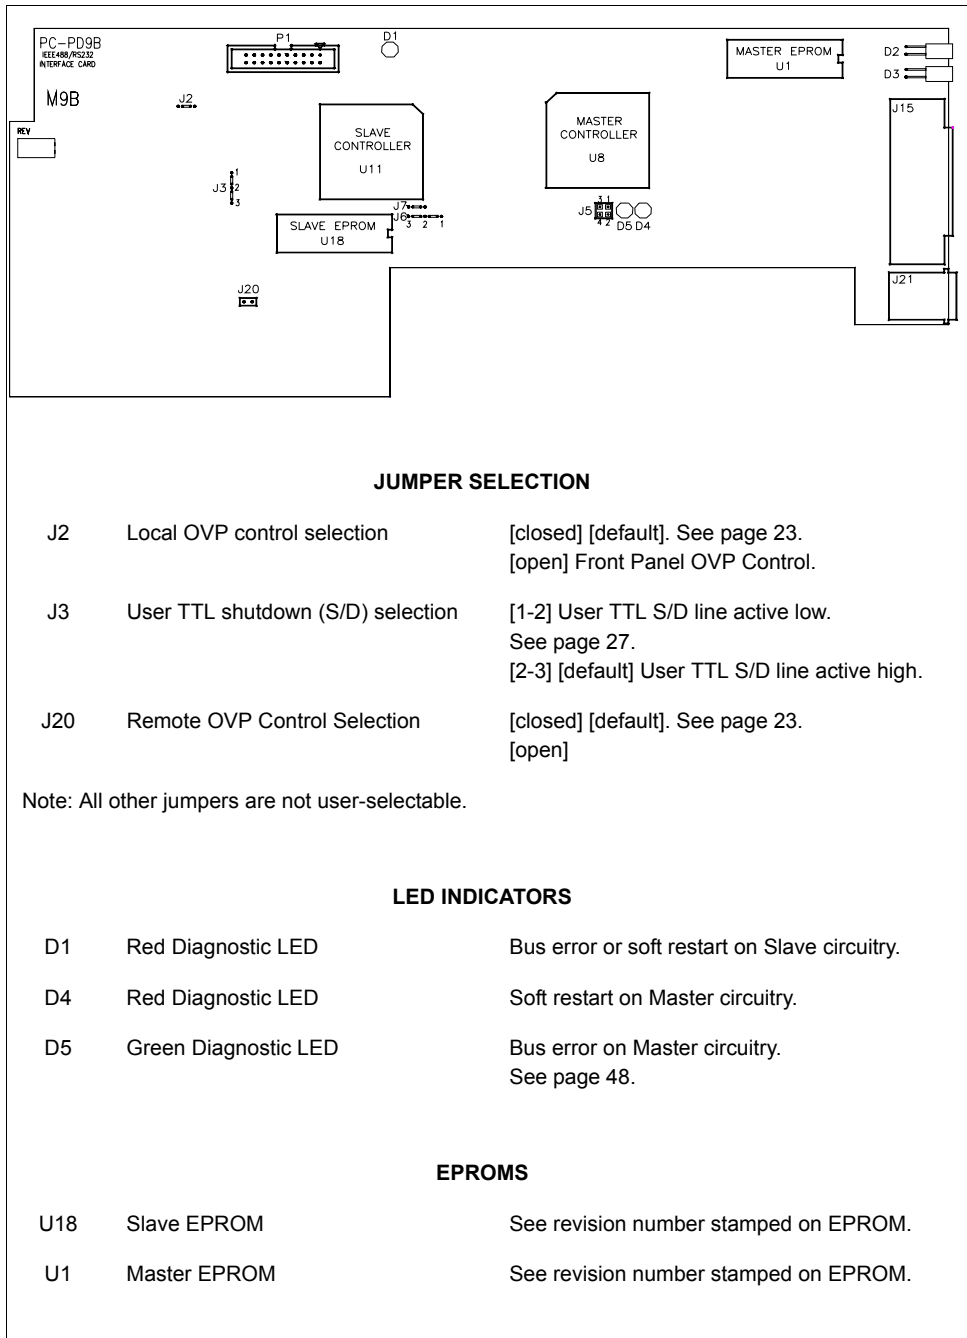 PC-PD9B
IEEE488/RS232
INTERFACE CARD
M9B
REV
P1
D1
MASTER EPROM
U1
D2
D3
J15
J2
SLAVE
CONTROLLER
U11
MASTER
CONTROLLER
U8
J3
1
2
3
J7
J6
3 2 1
SLAVE EPROM
U18
J5
3 1
4 2
D5 D4
J20
J21
JUMPER SELECTION
J2 Local OVP control selection [closed] [default]. See page 23.
[open] Front Panel OVP Control.
J3 User TTL shutdown (S/D) selection [1-2] User TTL S/D line active low.
See page 27.
[2-3] [default] User TTL S/D line active high.
J20 Remote OVP Control Selection [closed] [default]. See page 23.
[open]
Note: All other jumpers are not user-selectable.
LED INDICATORS
D1 Red Diagnostic LED Bus error or soft restart on Slave circuitry.
D4 Red Diagnostic LED Soft restart on Master circuitry.
D5 Green Diagnostic LED Bus error on Master circuitry.
See page 48.
EPROMS
U18 Slave EPROM See revision number stamped on EPROM.
U1 Master EPROM See revision number stamped on EPROM.